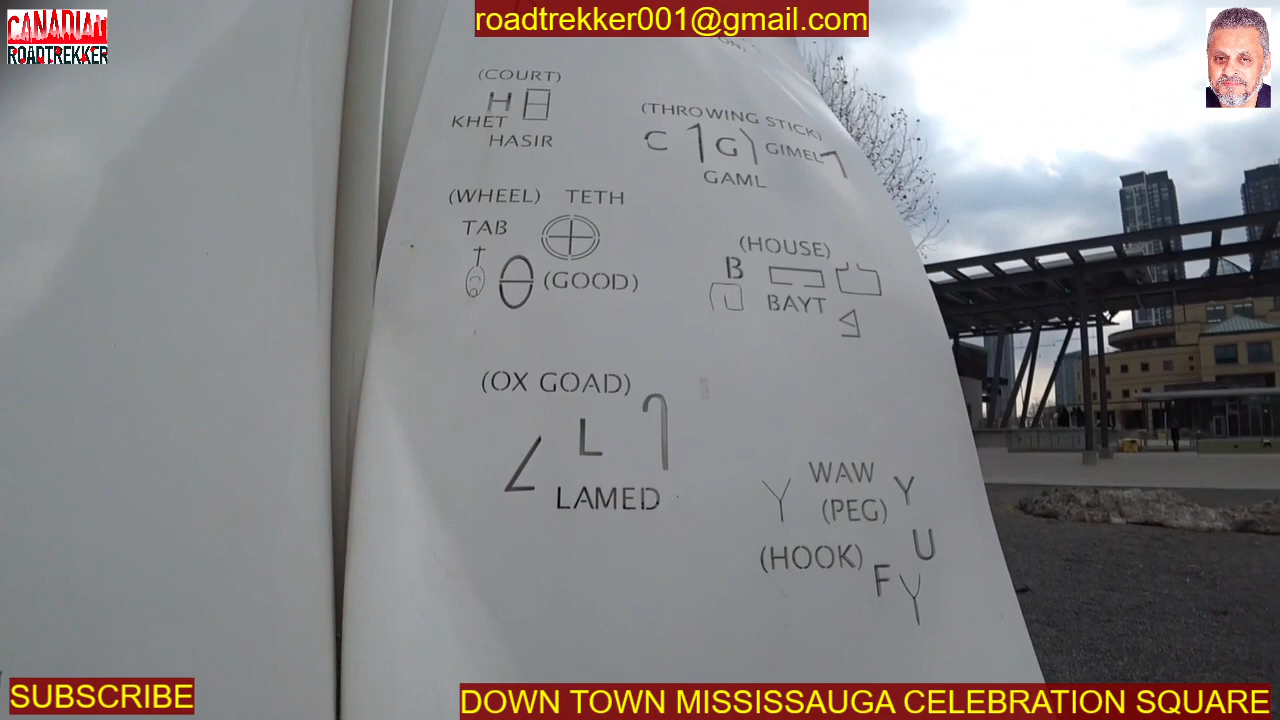 CANADIAN
ROADTREKKER
roadtrekker001@gmail.com
(COURT)
H
KHET
HASIR
(THROWING STICK)
C G GIMEL
GAML
(WHEEL) TETH
TAB
(GOOD)
(HOUSE)
B
BAYT
(OX GOAD)
L
LAMED
WAW
Y Y
(PEG)
(HOOK) U
F Y
SUBSCRIBE
DOWN TOWN MISSISSAUGA CELEBRATION SQUARE